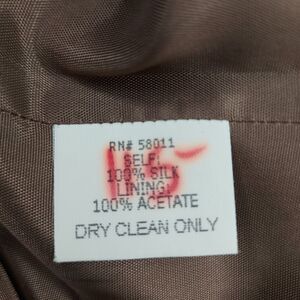 RN# 58011
SELF:
100% SILK
LINING:
100% ACETATE
DRY CLEAN ONLY